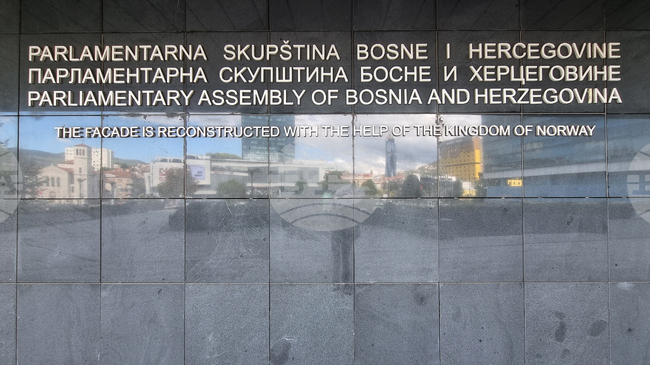 PARLAMENTARNA SKUPŠTINA BOSNE I HERCEGOVINE
ПАРЛАМЕНТАРНА СКУПШТИНА БОСНЕ И ХЕРЦЕГОВИНЕ
PARLIAMENTARY ASSEMBLY OF BOSNIA AND HERZEGOVINA
THE FACADE IS RECONSTRUCTED WITH THE HELP OF THE KINGDOM OF NORWAY